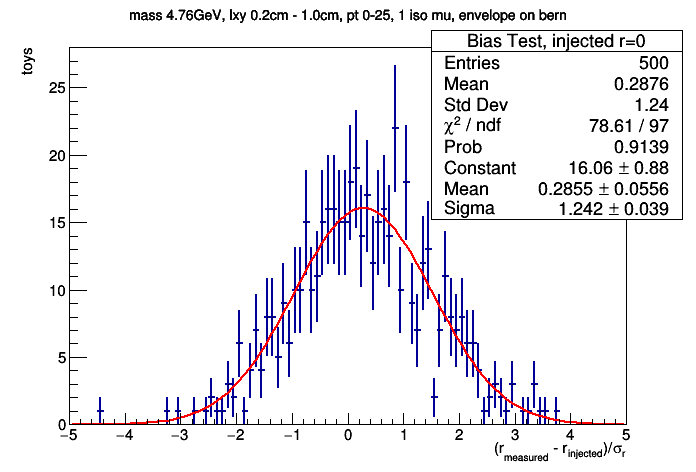 mass 4.76GeV, lxy 0.2cm - 1.0cm, pt 0-25, 1 iso mu, envelope on bern
toys
Bias Test, injected r=0
Entries 500
Mean 0.2876
Std Dev 1.24
χ² / ndf 78.61 / 97
Prob 0.9139
Constant 16.06 ± 0.88
Mean 0.2855 ± 0.0556
Sigma 1.242 ± 0.039
25
20
15
10
5
0
−5 −4 −3 −2 −1 0 1 2 3 4 5
(r_measured - r_injected)/σ_r